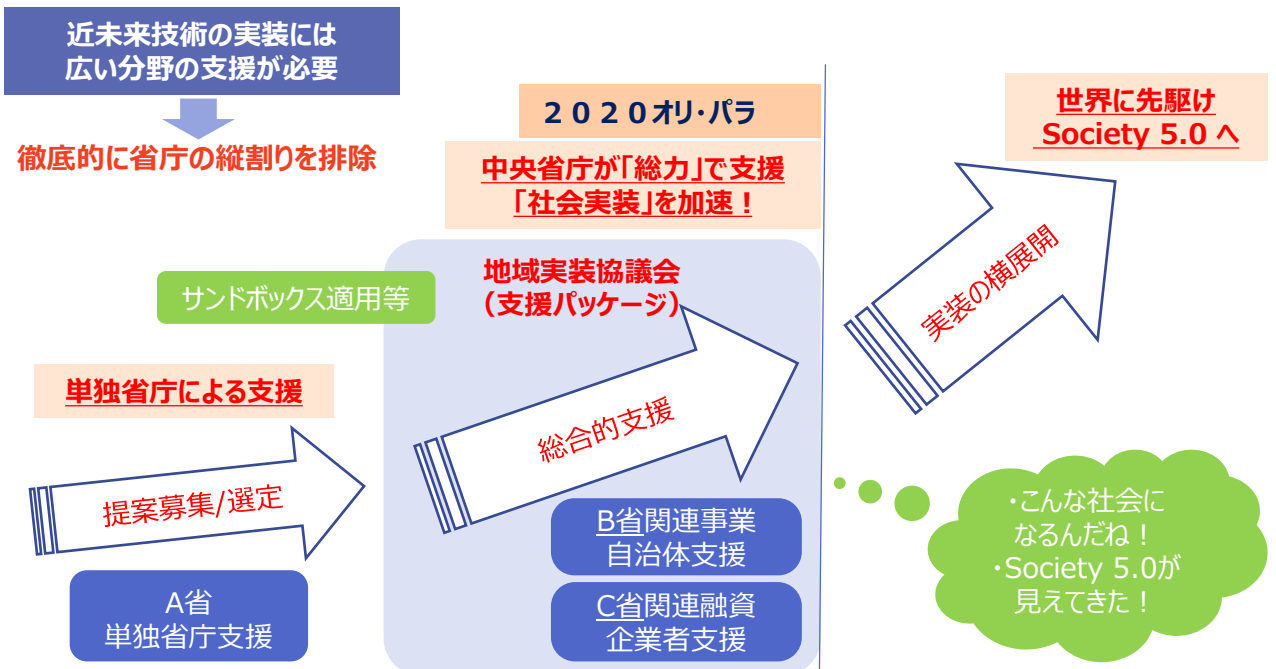 近未来技術の実装には
広い分野の支援が必要
徹底的に省庁の縦割りを排除
２０２０オリ・パラ
中央省庁が「総力」で支援
「社会実装」を加速！
世界に先駆け
Society 5.0 へ
サンドボックス適用等
地域実装協議会
（支援パッケージ）
単独省庁による支援
提案募集/選定
総合的支援
実装の横展開
A省
単独省庁支援
B省関連事業
自治体支援
C省関連融資
企業者支援
・こんな社会に
なるんだね！
・Society 5.0が
見えてきた！